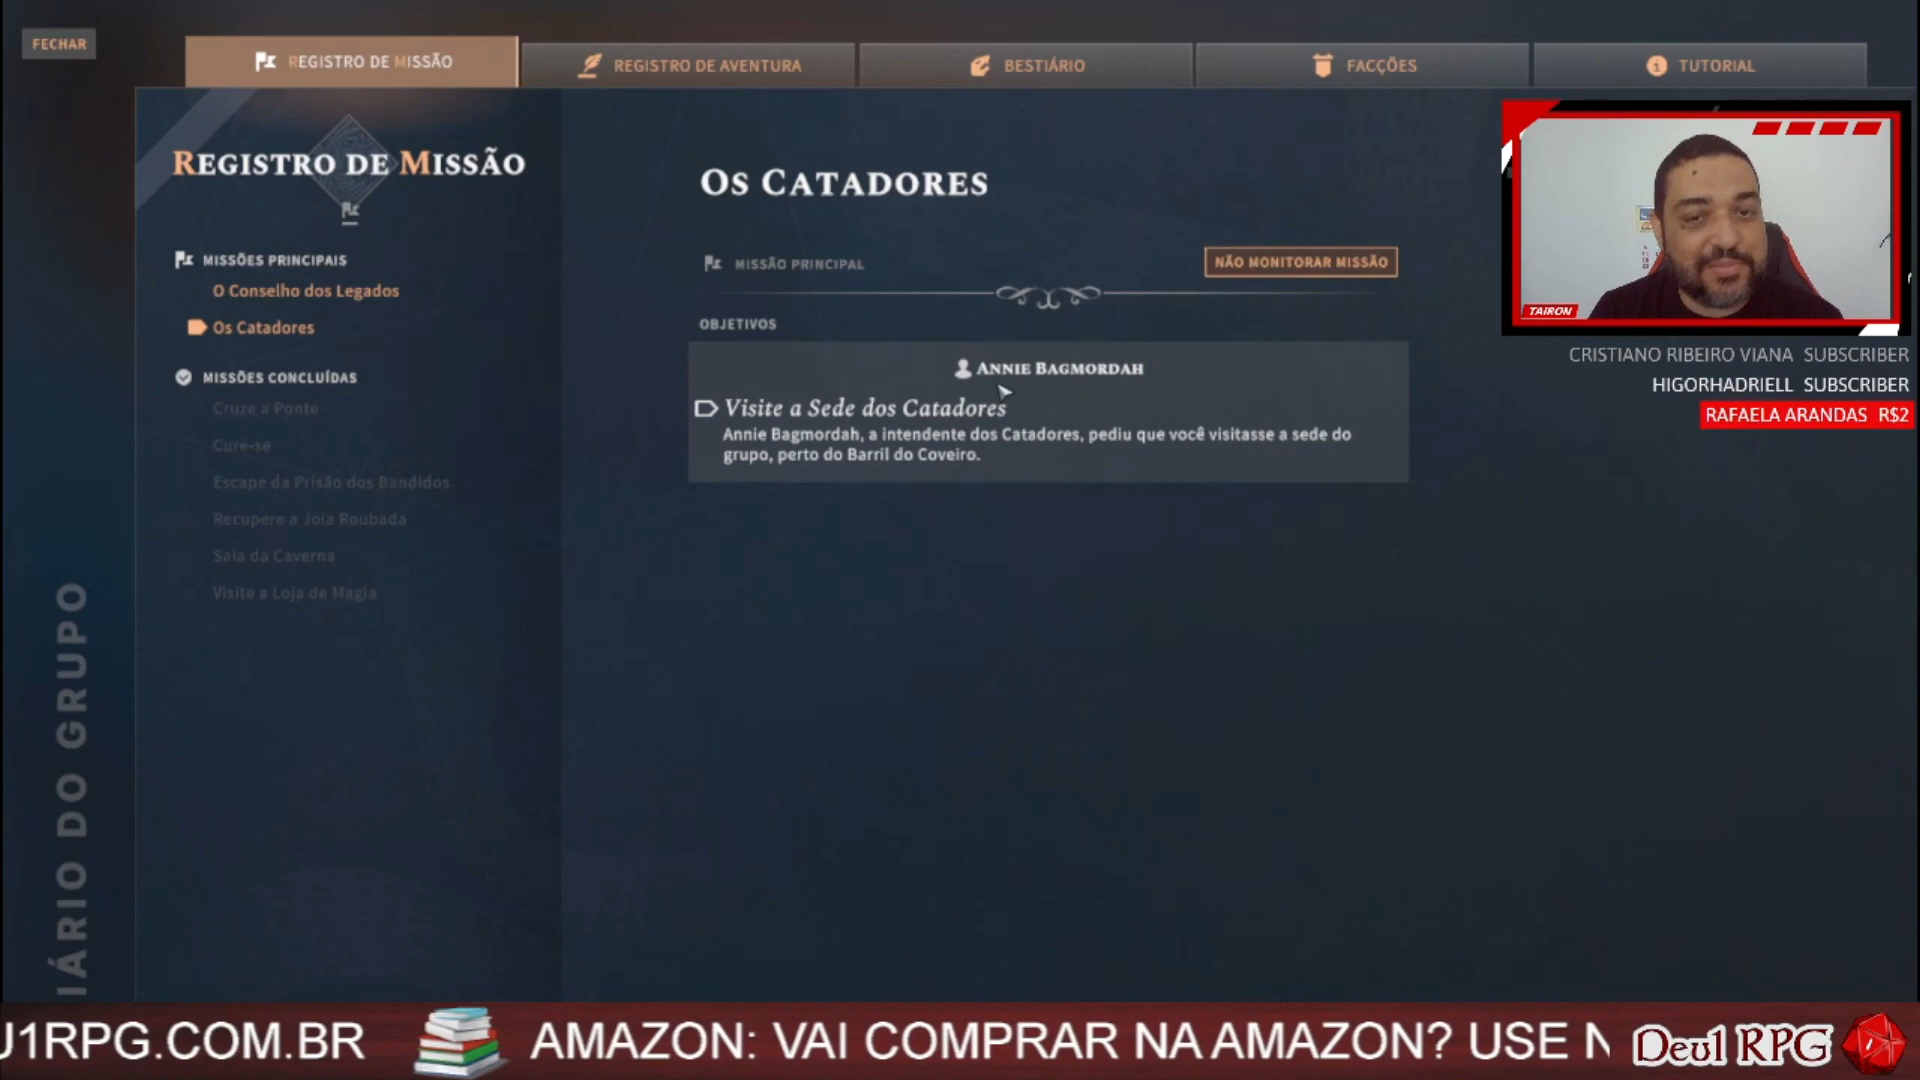 FECHAR
REGISTRO DE MISSÃO
REGISTRO DE AVENTURA
BESTIÁRIO
FACÇÕES
TUTORIAL
REGISTRO DE MISSÃO
MISSÕES PRINCIPAIS
O Conselho dos Legados
Os Catadores
MISSÕES CONCLUÍDAS
Cruze a Ponte
Cure-se
Escape da Prisão dos Bandidos
Recupere a Joia Roubada
Saia da Caverna
Visite a Loja de Magia
OS CATADORES
MISSÃO PRINCIPAL
NÃO MONITORAR MISSÃO
OBJETIVOS
ANNIE BAGMORDAH
Visite a Sede dos Catadores
Annie Bagmordah, a intendente dos Catadores, pediu que você visitasse a sede do
grupo, perto do Barril do Coveiro.
TAIRON
CRISTIANO RIBEIRO VIANA SUBSCRIBER
HIGORHADRIELL SUBSCRIBER
RAFAELA ARANDAS R$2
IÁRIO DO GRUPO
U1RPG.COM.BR
AMAZON: VAI COMPRAR NA AMAZON? USE N
Deu1 RPG